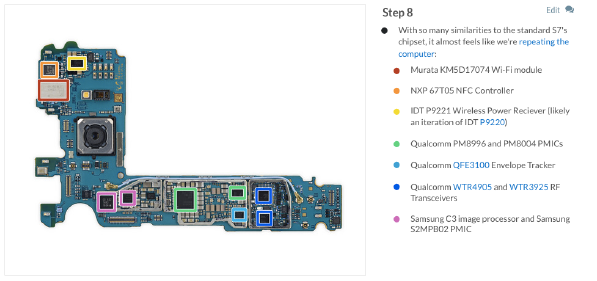 Step 8
Edit
With so many similarities to the standard S7's
chipset, it almost feels like we're repeating the
computer:
Murata KM5D17074 Wi-Fi module
NXP 67T05 NFC Controller
IDT P9221 Wireless Power Reciever (likely
an iteration of IDT P9220)
Qualcomm PM8996 and PM8004 PMICs
Qualcomm QFE3100 Envelope Tracker
Qualcomm WTR4905 and WTR3925 RF
Transceivers
Samsung C3 image processor and Samsung
S2MPB02 PMIC